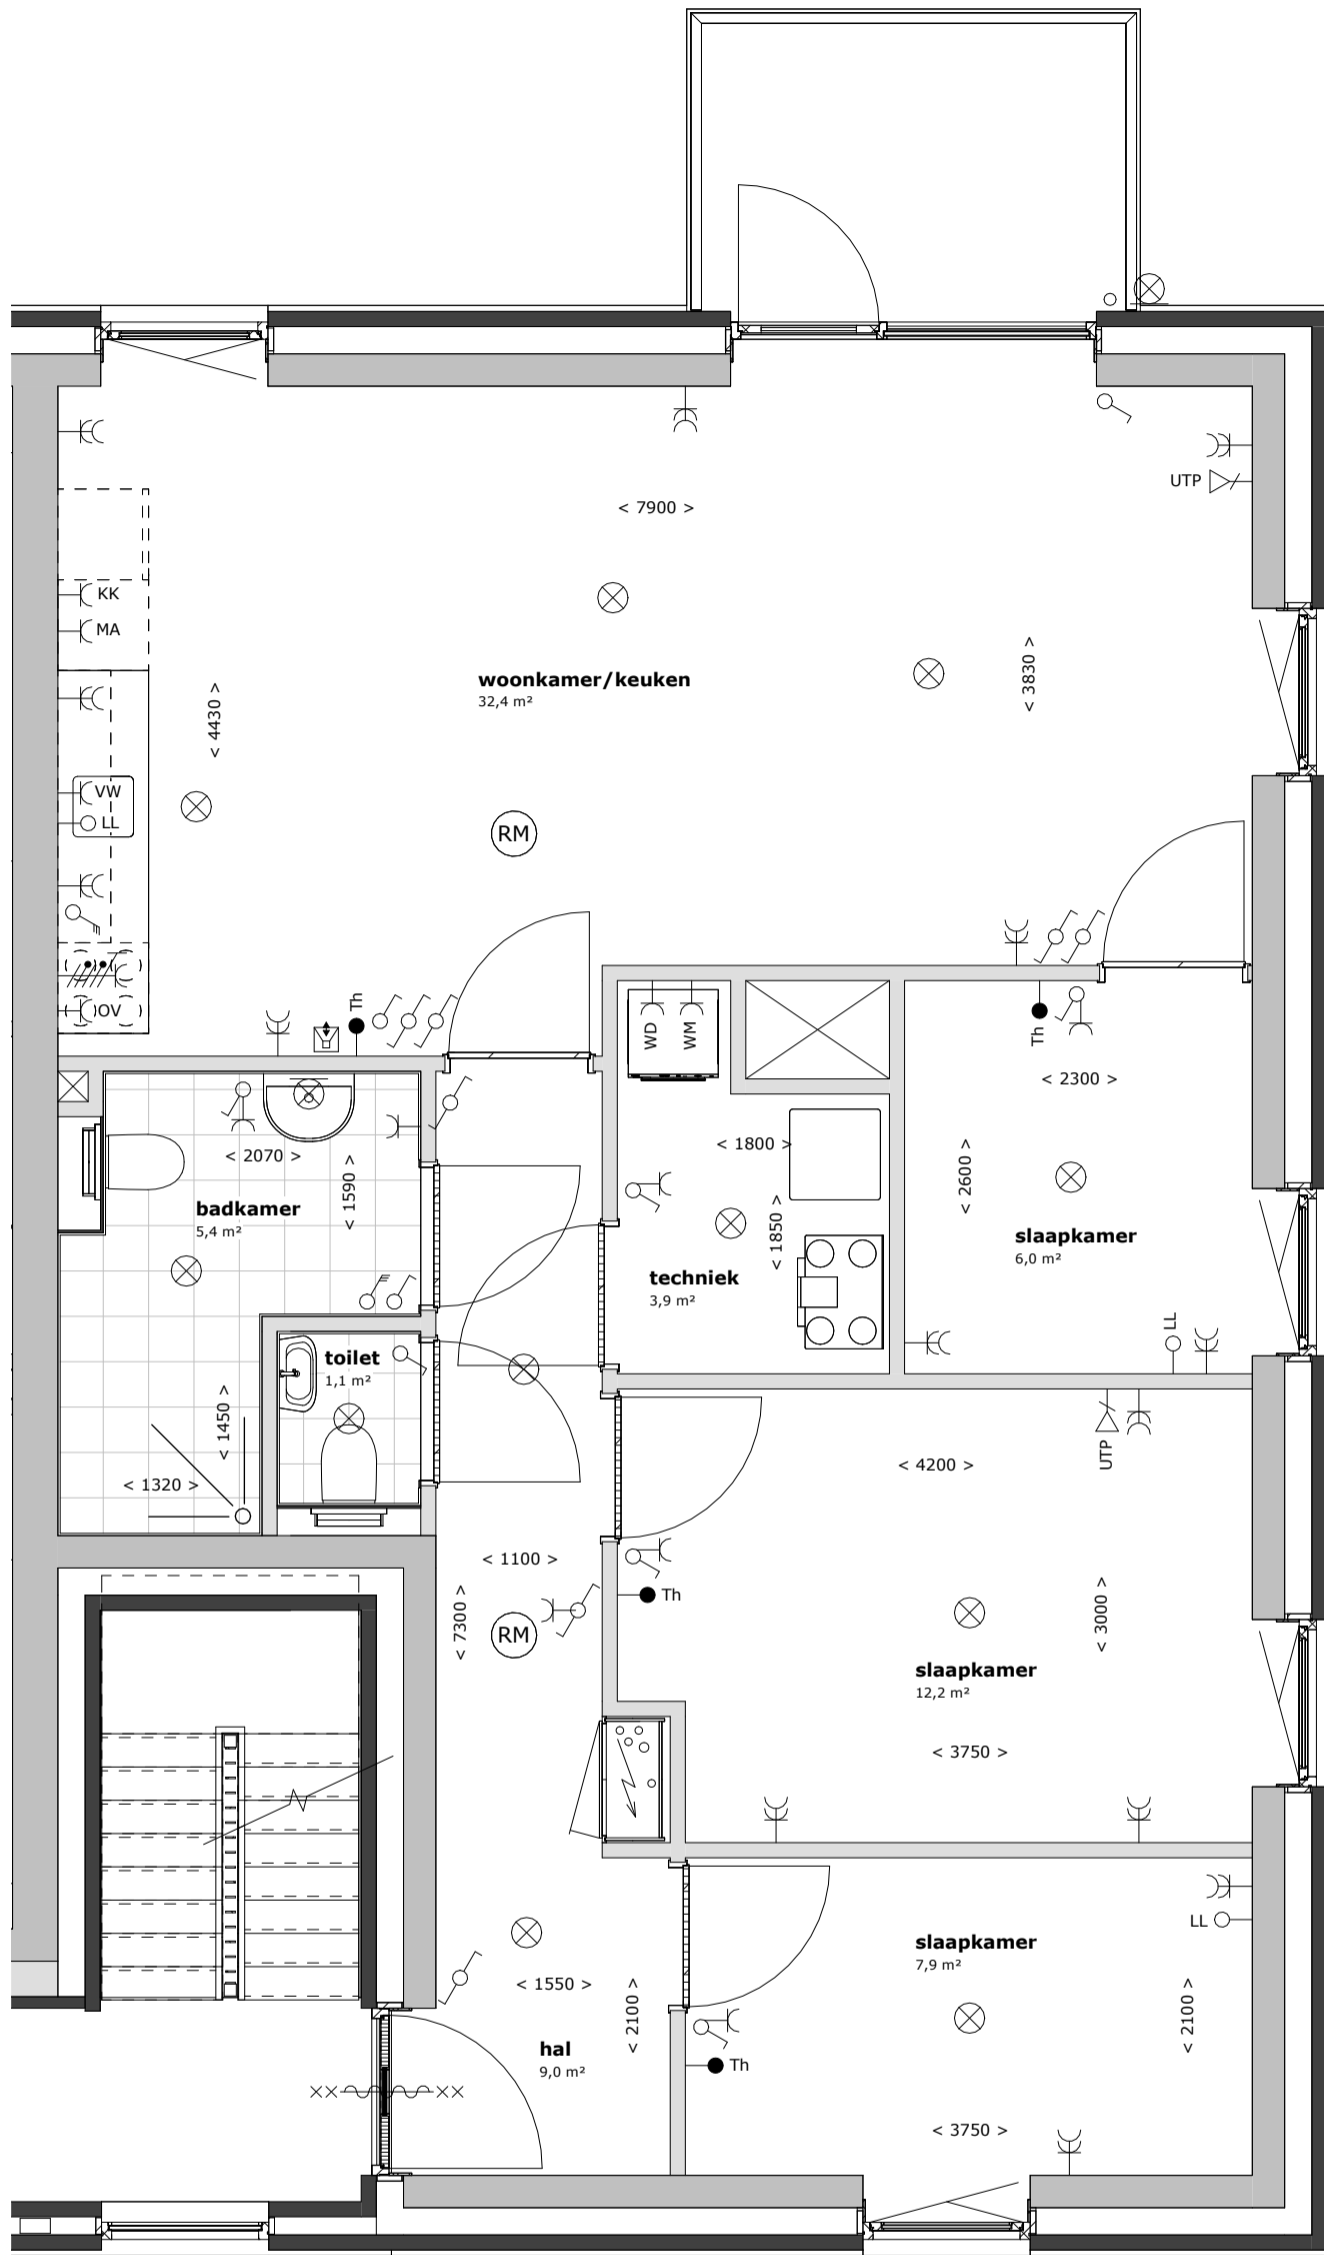 UTP
< 7900 >
KK
MA
< 3830 >
woonkamer/keuken
32,4 m²
< 4430 >
VW
LL
RM
OV
Th
WD
WM
Th
< 2300 >
< 2070 >
< 1590 >
< 1800 >
< 2600 >
badkamer
5,4 m²
< 1850 >
slaapkamer
6,0 m²
techniek
3,9 m²
LL
toilet
1,1 m²
< 1450 >
UTP
< 4200 >
< 1320 >
< 1100 >
Th
< 7300 >
RM
< 3000 >
slaapkamer
12,2 m²
< 3750 >
LL
slaapkamer
7,9 m²
< 1550 >
< 2100 >
< 2100 >
hal
9,0 m²
Th
××
××
< 3750 >